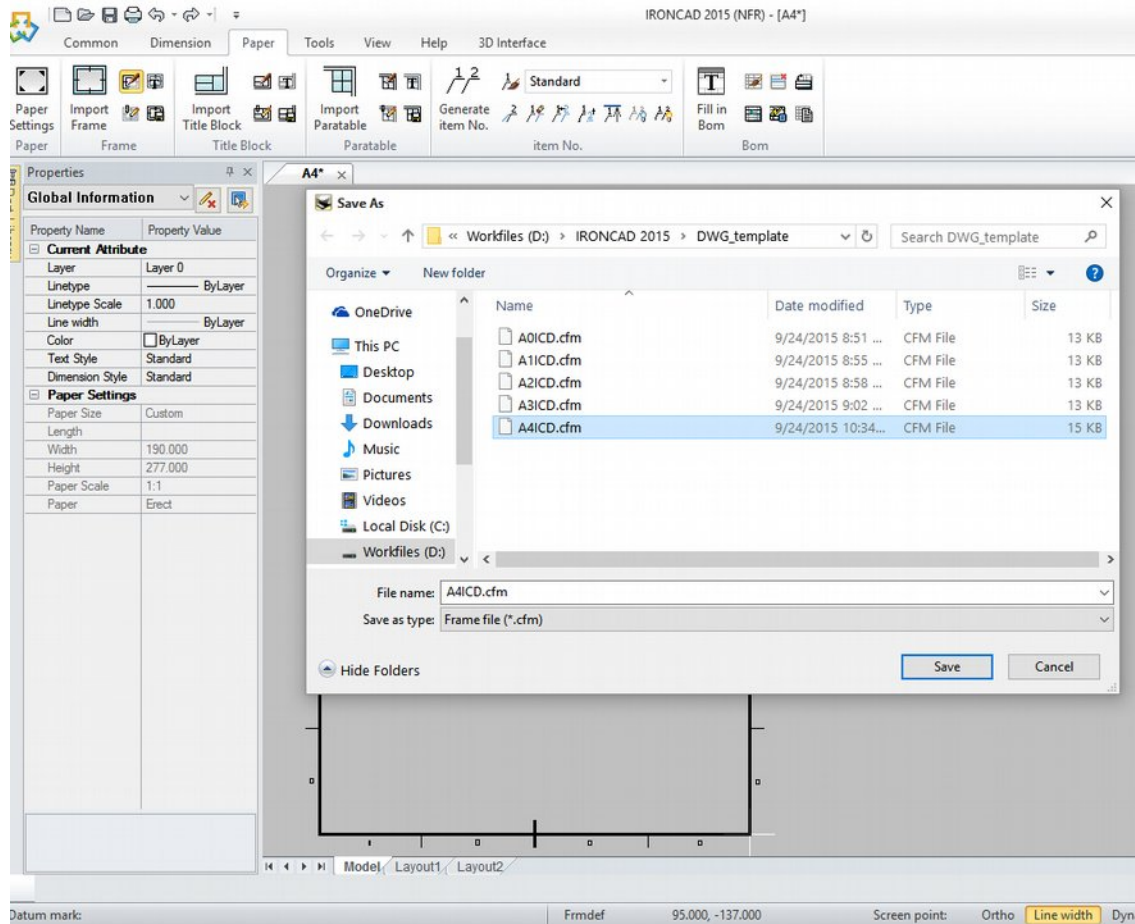 IRONCAD 2015 (NFR) - [A4*]
Common Dimension Paper Tools View Help 3D Interface
Paper Settings
Import Frame
Import Title Block
Import Paratable
1 2
Generate item No.
Standard
T
Fill in Bom
Paper Frame Title Block Paratable item No. Bom
Properties
A4*
Global Information
Property Name Property Value
Current Attribute
Layer Layer 0
Linetype ByLayer
Linetype Scale 1.000
Line width ByLayer
Color ByLayer
Text Style Standard
Dimension Style Standard
Paper Settings
Paper Size Custom
Length
Width 190.000
Height 277.000
Paper Scale 1:1
Paper Erect
Save As
« Workfiles (D:) › IRONCAD 2015 › DWG_template
Search DWG_template
Organize New folder
OneDrive
This PC
Desktop
Documents
Downloads
Music
Pictures
Videos
Local Disk (C:)
Workfiles (D:)
Name Date modified Type Size
A0ICD.cfm 9/24/2015 8:51 ... CFM File 13 KB
A1ICD.cfm 9/24/2015 8:55 ... CFM File 13 KB
A2ICD.cfm 9/24/2015 8:58 ... CFM File 13 KB
A3ICD.cfm 9/24/2015 9:02 ... CFM File 13 KB
A4ICD.cfm 9/24/2015 10:34... CFM File 15 KB
File name: A4ICD.cfm
Save as type: Frame file (*.cfm)
Hide Folders
Save Cancel
Model Layout1 Layout2
Datum mark: Frmdef 95.000, -137.000 Screen point: Ortho Line width Dyn